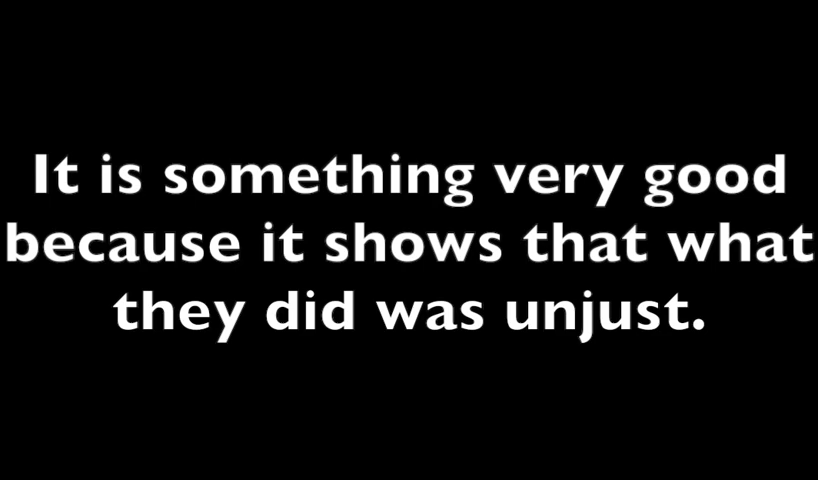 It is something very good
because it shows that what
they did was unjust.